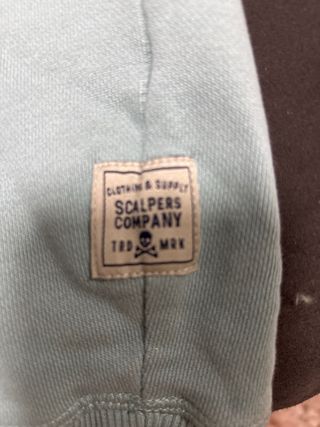 CLOTHING & SUPPLY
SCALPERS
COMPANY
TRD MRK